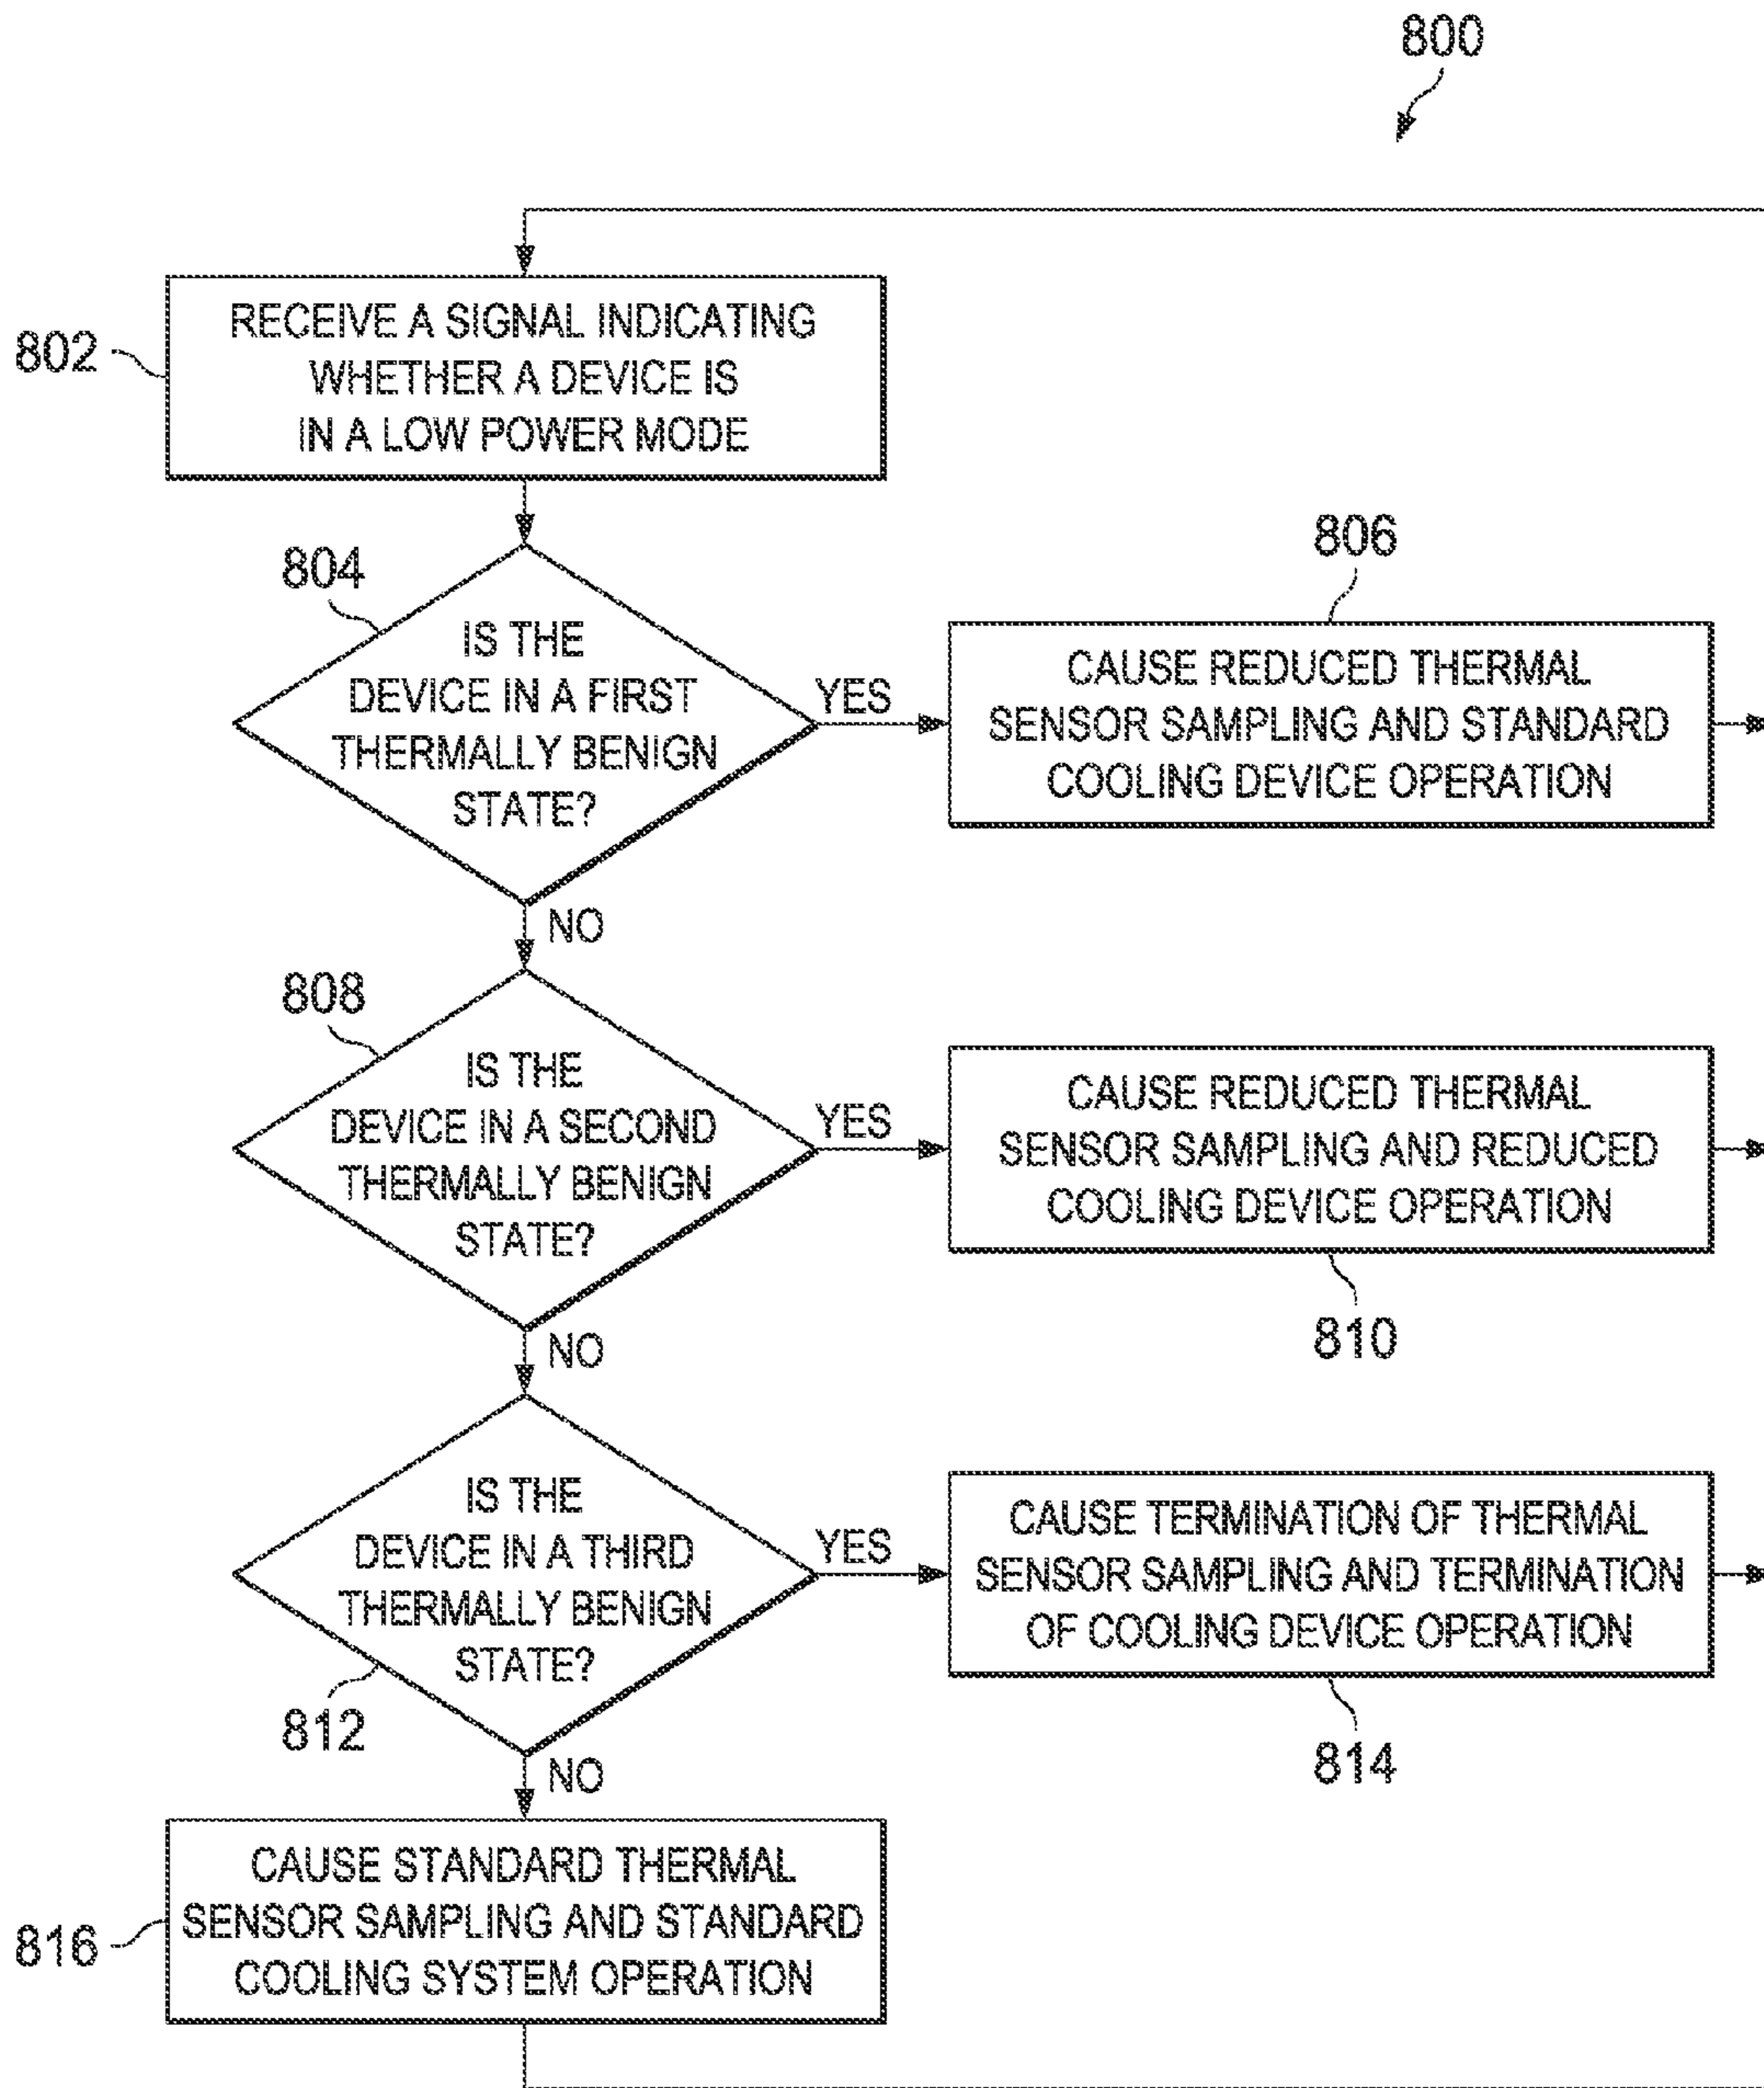 800
802
RECEIVE A SIGNAL INDICATING
WHETHER A DEVICE IS
IN A LOW POWER MODE
804
IS THE
DEVICE IN A FIRST
THERMALLY BENIGN
STATE?
YES
806
CAUSE REDUCED THERMAL
SENSOR SAMPLING AND STANDARD
COOLING DEVICE OPERATION
NO
808
IS THE
DEVICE IN A SECOND
THERMALLY BENIGN
STATE?
YES
CAUSE REDUCED THERMAL
SENSOR SAMPLING AND REDUCED
COOLING DEVICE OPERATION
810
NO
IS THE
DEVICE IN A THIRD
THERMALLY BENIGN
STATE?
812
YES
CAUSE TERMINATION OF THERMAL
SENSOR SAMPLING AND TERMINATION
OF COOLING DEVICE OPERATION
814
NO
CAUSE STANDARD THERMAL
SENSOR SAMPLING AND STANDARD
COOLING SYSTEM OPERATION
816